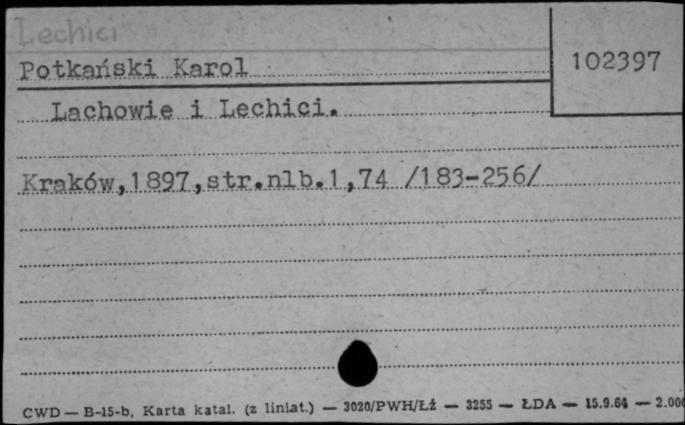 Lechici
Potkański Karol
102397
Lachowie i Lechici.
Kraków,1897,str.nlb.1,74 /183-256/
CWD — B-15-b, Karta katal. (z liniat.) — 3020/PWH/Łż — 3255 — ŁDA — 15.9.64 — 2.000